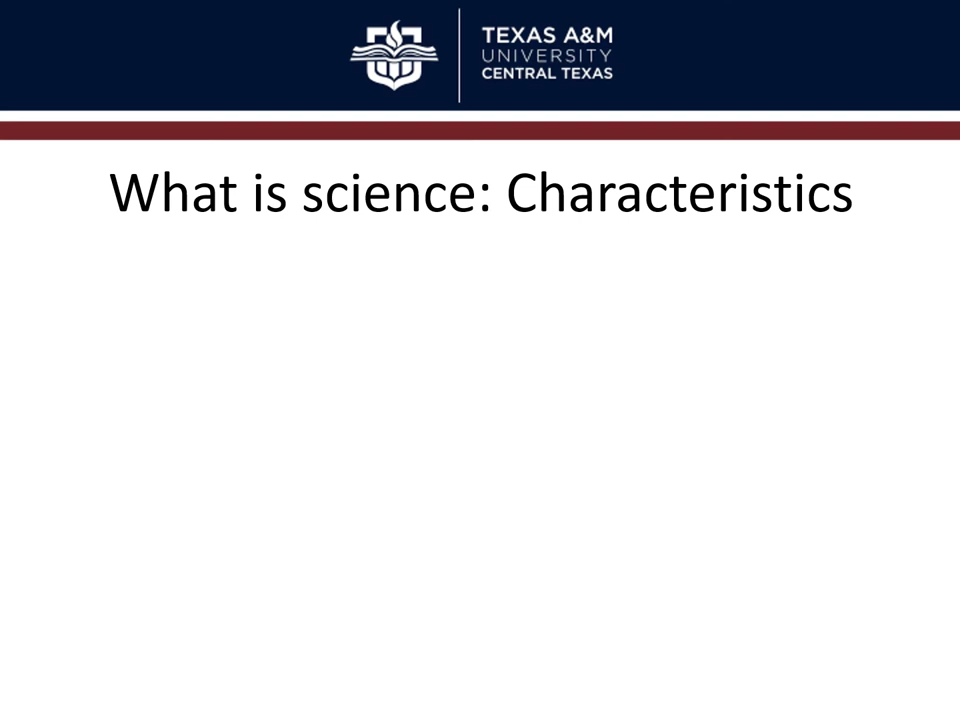 TEXAS A&M
UNIVERSITY
CENTRAL TEXAS
What is science: Characteristics